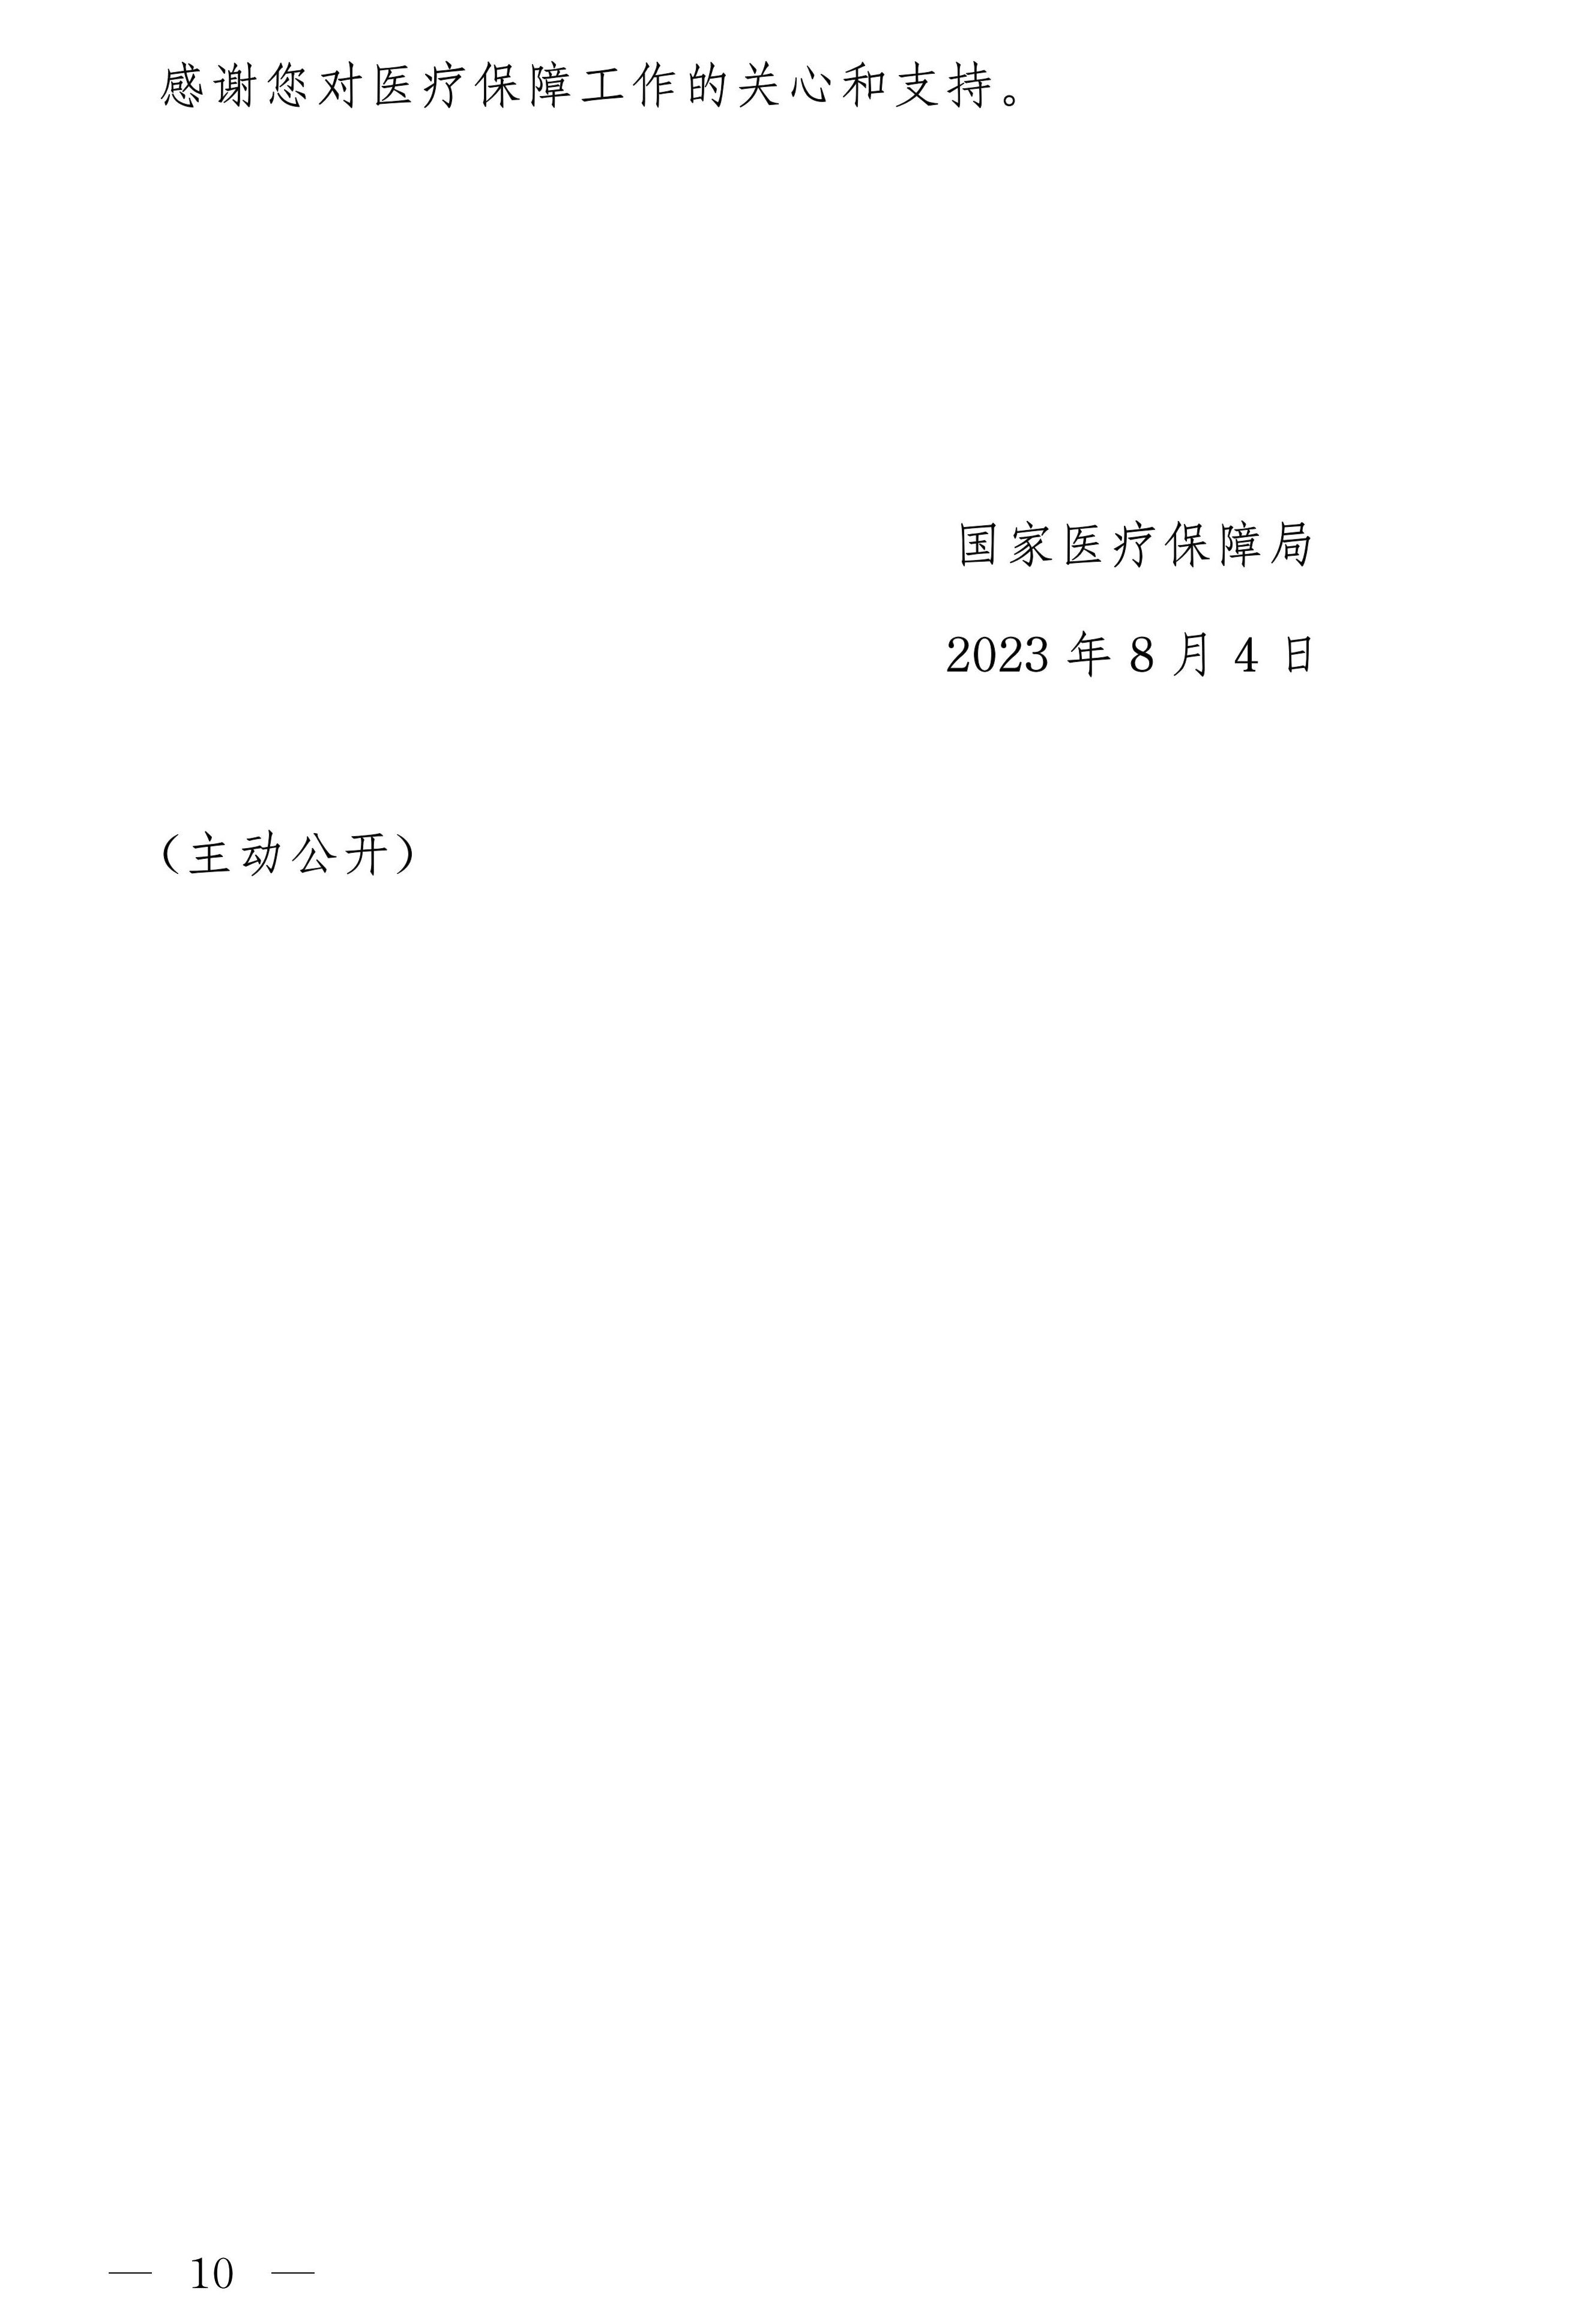 感谢您对医疗保障工作的关心和支持。
国家医疗保障局
2023 年 8 月 4 日
（主动公开）
— 10 —